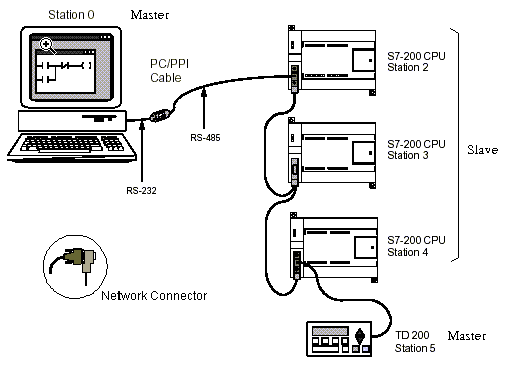 Station 0 Master
PC/PPI
Cable
RS-485
RS-232
S7-200 CPU
Station 2
S7-200 CPU
Station 3
Slave
S7-200 CPU
Station 4
Network Connector
TD 200
Station 5
Master